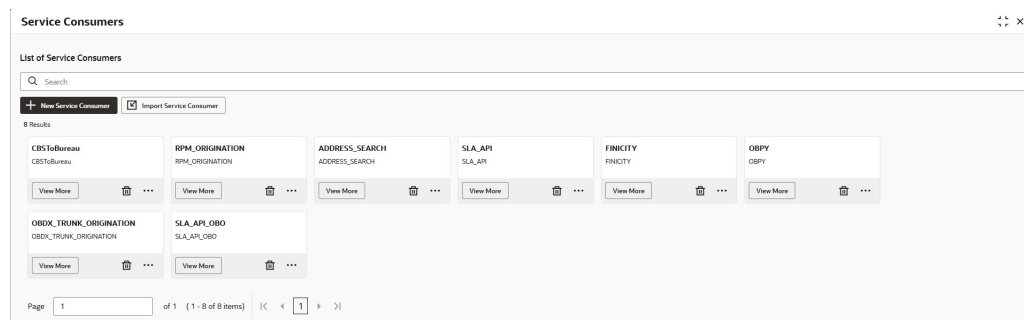 Service Consumers
List of Service Consumers
Search
New Service Consumer Import Service Consumer
8 Results
CBSToBureau RPM_ORIGINATION ADDRESS_SEARCH SLA_API FINICITY OBPY
CBSToBureau RPM_ORIGINATION ADDRESS_SEARCH SLA_API FINICITY OBPY
View More View More View More View More View More View More
OBDX_TRUNK_ORIGINATION SLA_API_OBO
OBDX_TRUNK_ORIGINATION SLA_API_OBO
View More View More
Page 1 of 1 (1 - 8 of 8 items) 1